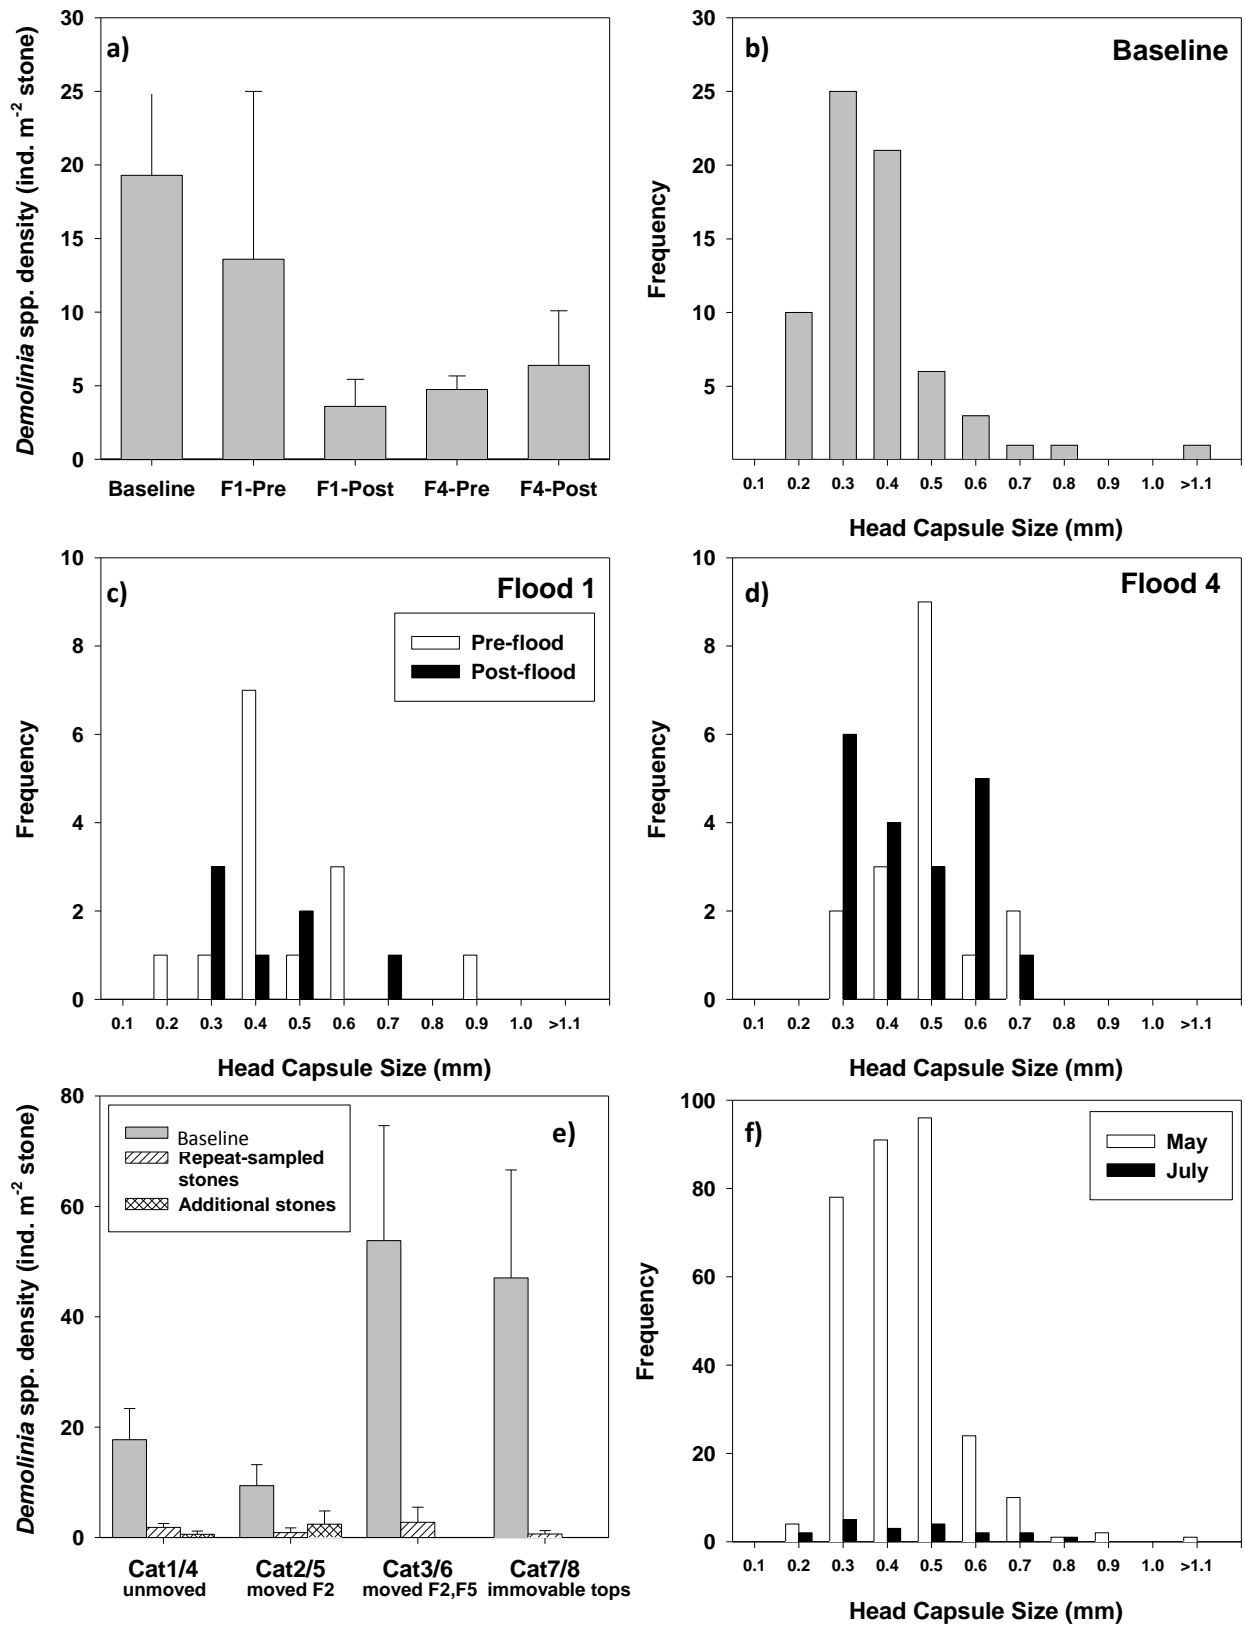 a)
30
25
20
15
10
5
0
Demolinia spp. density (ind. m-2 stone)
Baseline F1-Pre F1-Post F4-Pre F4-Post
b)
Baseline
30
25
20
15
10
5
Frequency
0.1 0.2 0.3 0.4 0.5 0.6 0.7 0.8 0.9 1.0 >1.1
Head Capsule Size (mm)
c)
Flood 1
Pre-flood
Post-flood
10
8
6
4
2
0
Frequency
0.1 0.2 0.3 0.4 0.5 0.6 0.7 0.8 0.9 1.0 >1.1
Head Capsule Size (mm)
d)
Flood 4
10
8
6
4
2
0
Frequency
0.1 0.2 0.3 0.4 0.5 0.6 0.7 0.8 0.9 1.0 >1.1
Head Capsule Size (mm)
e)
Baseline
Repeat-sampled
stones
Additional stones
80
60
40
20
0
Demolinia spp. density (ind. m-2 stone)
Cat1/4 Cat2/5 Cat3/6 Cat7/8
unmoved moved F2 moved F2,F5 immovable tops
f)
May
July
100
80
60
40
20
0
Frequency
0.1 0.2 0.3 0.4 0.5 0.6 0.7 0.8 0.9 1.0 >1.1
Head Capsule Size (mm)